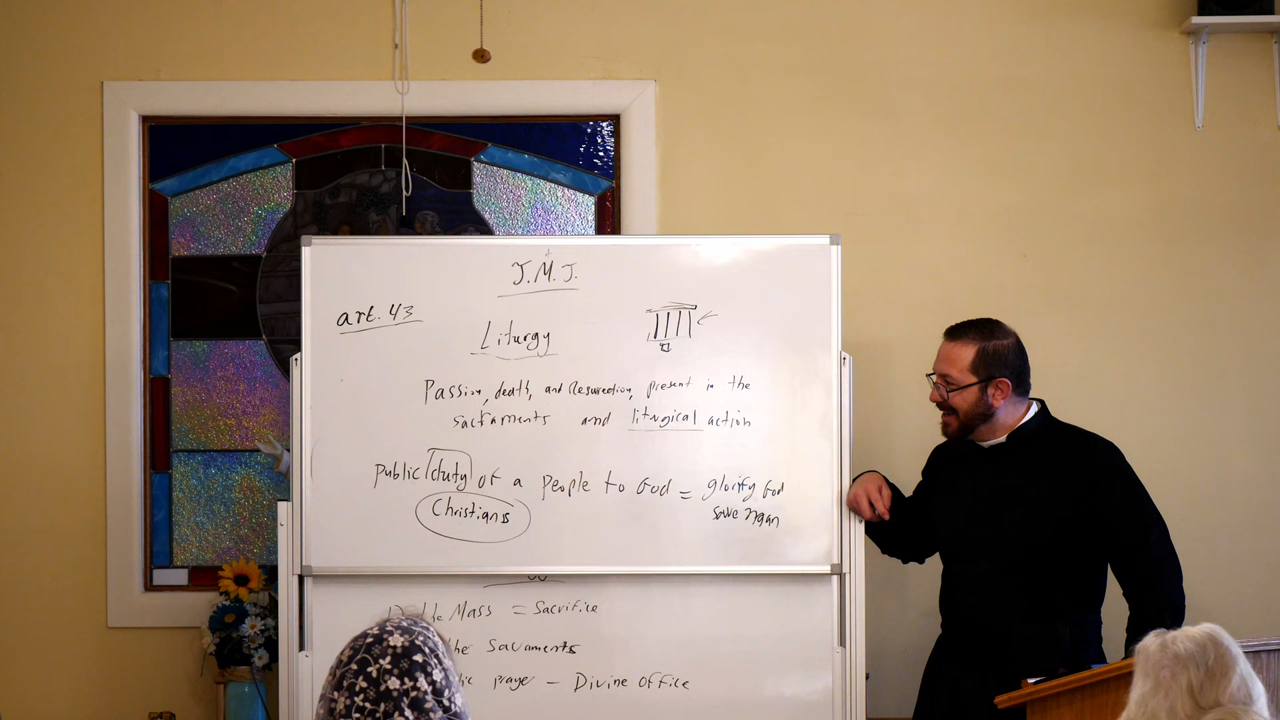 J.M.J.
art. 43
Liturgy
Passion, death, and Resurrection, present in the
sacraments and liturgical action
public duty of a people to God = glorify God
Christians
save man
Mass = Sacrifice
the Sacraments
prayer - Divine Office